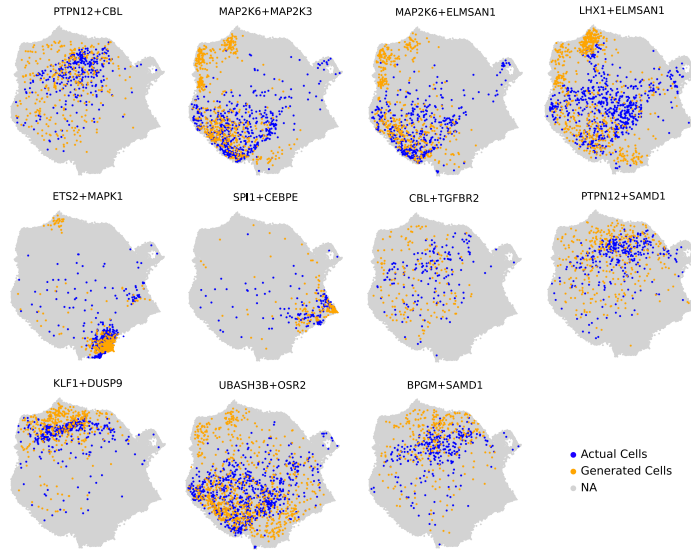 PTPN12+CBL
MAP2K6+MAP2K3
MAP2K6+ELMSAN1
LHX1+ELMSAN1
ETS2+MAPK1
SPI1+CEBPE
CBL+TGFBR2
PTPN12+SAMD1
KLF1+DUSP9
UBASH3B+OSR2
BPGM+SAMD1
Actual Cells
Generated Cells
NA